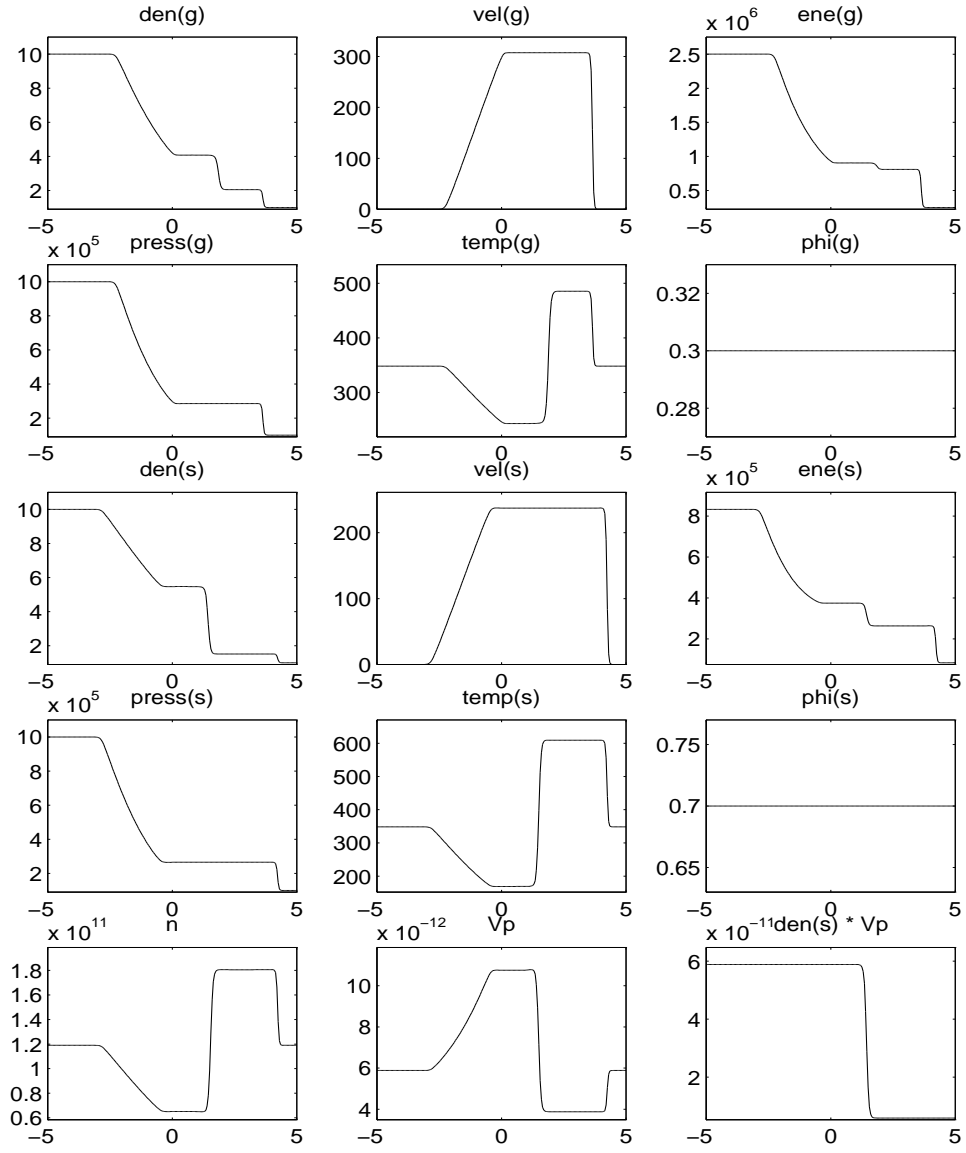 den(g)
vel(g)
x 10^6
ene(g)
10
8
6
4
2
300
200
100
0
2.5
2
1.5
1
0.5
−5 0 5
−5 0 5
−5 0 5
x 10^5
press(g)
temp(g)
phi(g)
10
8
6
4
2
500
400
300
0.32
0.3
0.28
−5 0 5
−5 0 5
−5 0 5
den(s)
vel(s)
x 10^5
ene(s)
10
8
6
4
2
200
100
0
8
6
4
2
−5 0 5
−5 0 5
−5 0 5
x 10^5
press(s)
temp(s)
phi(s)
10
8
6
4
2
600
500
400
300
200
0.75
0.7
0.65
−5 0 5
−5 0 5
−5 0 5
x 10^11
n
x 10^−12
Vp
x 10^−11
den(s) * Vp
1.8
1.6
1.4
1.2
1
0.8
0.6
10
8
6
4
6
4
2
−5 0 5
−5 0 5
−5 0 5